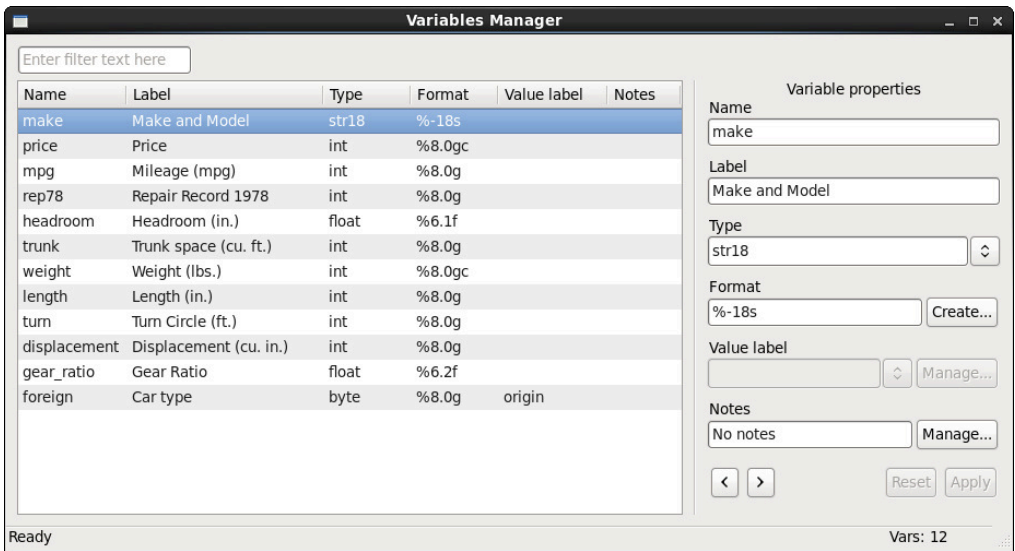 Variables Manager
Enter filter text here
Name Label Type Format Value label Notes
make Make and Model str18 %-18s
price Price int %8.0gc
mpg Mileage (mpg) int %8.0g
rep78 Repair Record 1978 int %8.0g
headroom Headroom (in.) float %6.1f
trunk Trunk space (cu. ft.) int %8.0g
weight Weight (lbs.) int %8.0gc
length Length (in.) int %8.0g
turn Turn Circle (ft.) int %8.0g
displacement Displacement (cu. in.) int %8.0g
gear_ratio Gear Ratio float %6.2f
foreign Car type byte %8.0g origin
Variable properties
Name
make
Label
Make and Model
Type
str18
Format
%-18s Create...
Value label
Manage...
Notes
No notes Manage...
< > Reset Apply
Ready Vars: 12